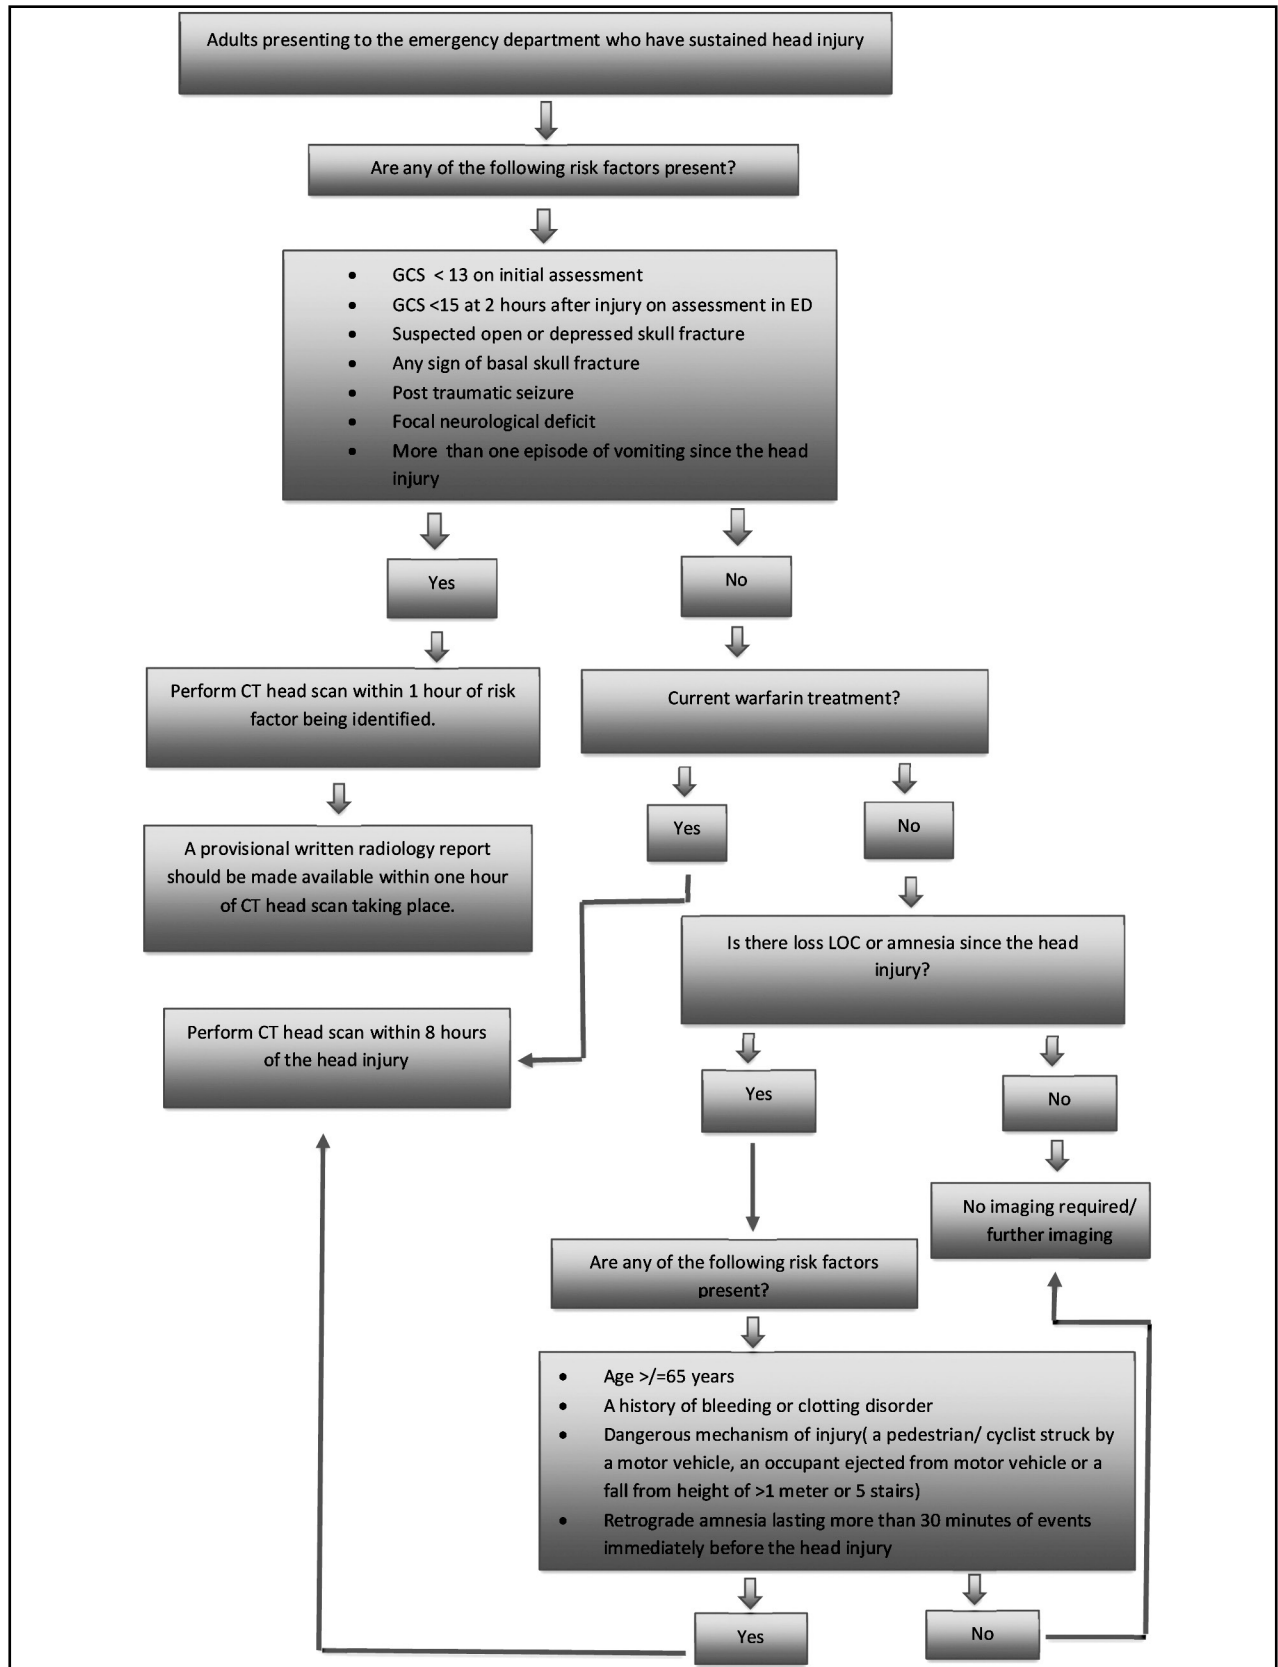 Adults presenting to the emergency department who have sustained head injury
Are any of the following risk factors present?
• GCS < 13 on initial assessment
• GCS <15 at 2 hours after injury on assessment in ED
• Suspected open or depressed skull fracture
• Any sign of basal skull fracture
• Post traumatic seizure
• Focal neurological deficit
• More than one episode of vomiting since the head
injury
Yes
No
Perform CT head scan within 1 hour of risk
factor being identified.
Current warfarin treatment?
A provisional written radiology report
should be made available within one hour
of CT head scan taking place.
Yes
No
Is there loss LOC or amnesia since the head
injury?
Perform CT head scan within 8 hours
of the head injury
Yes
No
No imaging required/
further imaging
Are any of the following risk factors
present?
• Age >/=65 years
• A history of bleeding or clotting disorder
• Dangerous mechanism of injury( a pedestrian/ cyclist struck by
a motor vehicle, an occupant ejected from motor vehicle or a
fall from height of >1 meter or 5 stairs)
• Retrograde amnesia lasting more than 30 minutes of events
immediately before the head injury
Yes
No